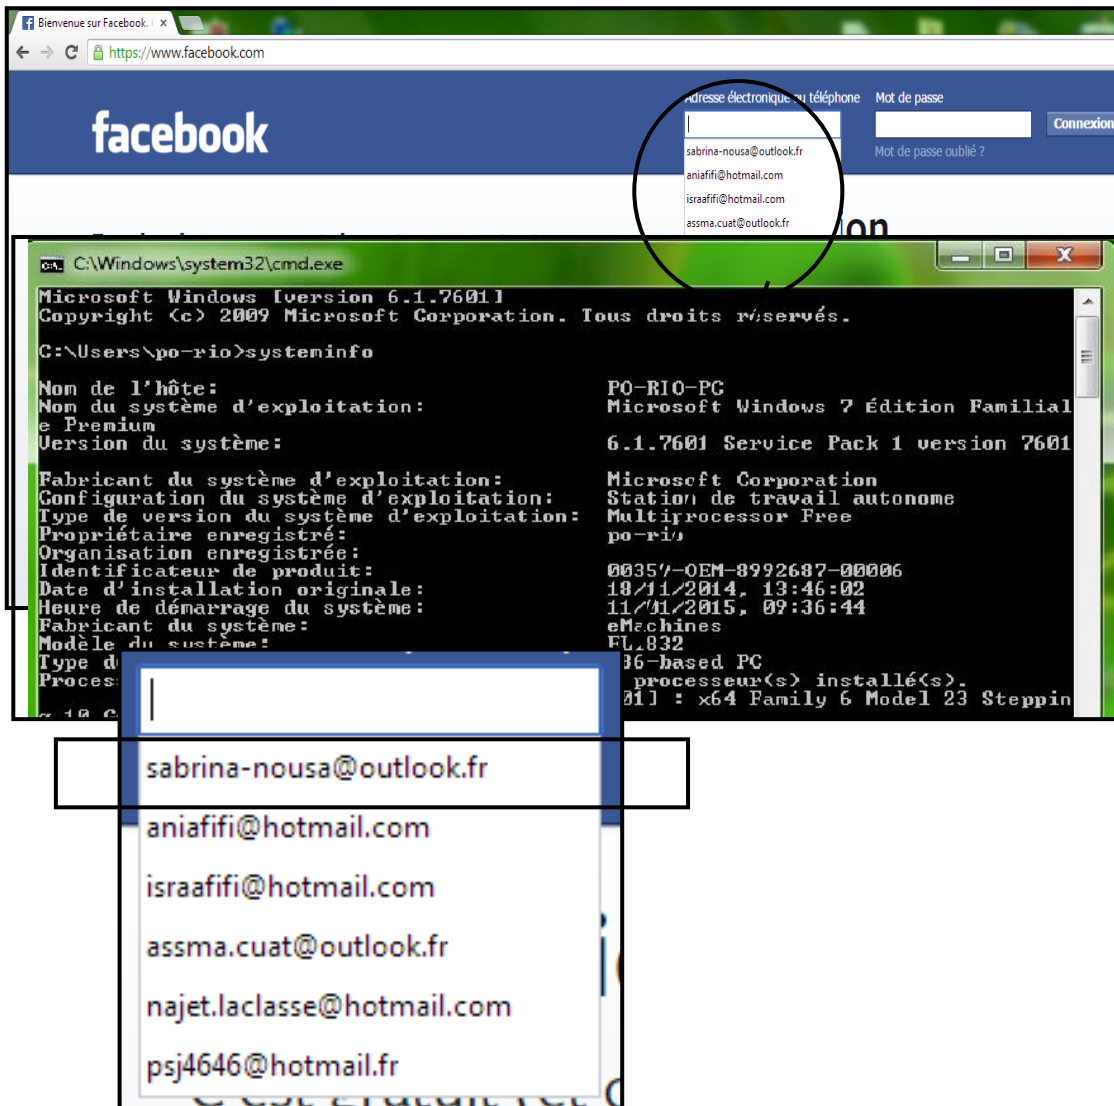 Bienvenue sur Facebook.
https://www.facebook.com
facebook
Adresse électronique ou téléphone
Mot de passe
Connexion
sabrina-nousa@outlook.fr
Mot de passe oublié ?
aniafifi@hotmail.com
israafifi@hotmail.com
assma.cuat@outlook.fr
C:\Windows\system32\cmd.exe
Microsoft Windows [version 6.1.7601]
Copyright (c) 2009 Microsoft Corporation. Tous droits réservés.
C:\Users\po-rio>systeminfo
Nom de l'hôte: PO-RIO-PC
Nom du système d'exploitation: Microsoft Windows 7 Édition Familial
e Premium
Version du système: 6.1.7601 Service Pack 1 version 7601
Fabricant du système d'exploitation: Microsoft Corporation
Configuration du système d'exploitation: Station de travail autonome
Type de version du système d'exploitation: Multiprocessor Free
Propriétaire enregistré: po-rio
Organisation enregistrée:
Identificateur de produit: 00359-OEM-8992687-00006
Date d'installation originale: 18/11/2014, 13:46:02
Heure de démarrage du système: 11/01/2015, 09:36:44
Fabricant du système: eMachines
Modèle du système:
Type
-based PC
processeur(s) installé(s).
01] : x64 Family 6 Model 23 Steppin
sabrina-nousa@outlook.fr
aniafifi@hotmail.com
israafifi@hotmail.com
assma.cuat@outlook.fr
najet.laclasse@hotmail.com
psj4646@hotmail.fr